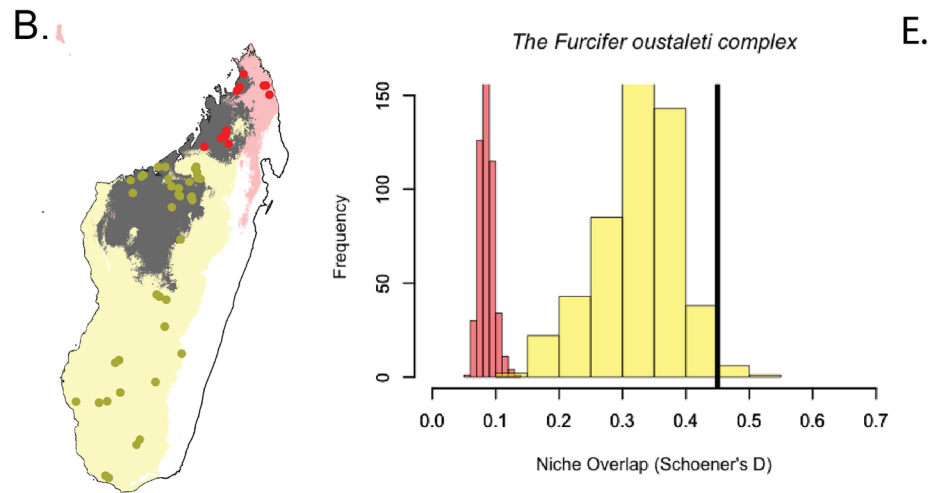 B.
The Furcifer oustaleti complex
E.
150
100
50
0
Frequency
0.0 0.1 0.2 0.3 0.4 0.5 0.6 0.7
Niche Overlap (Schoener's D)